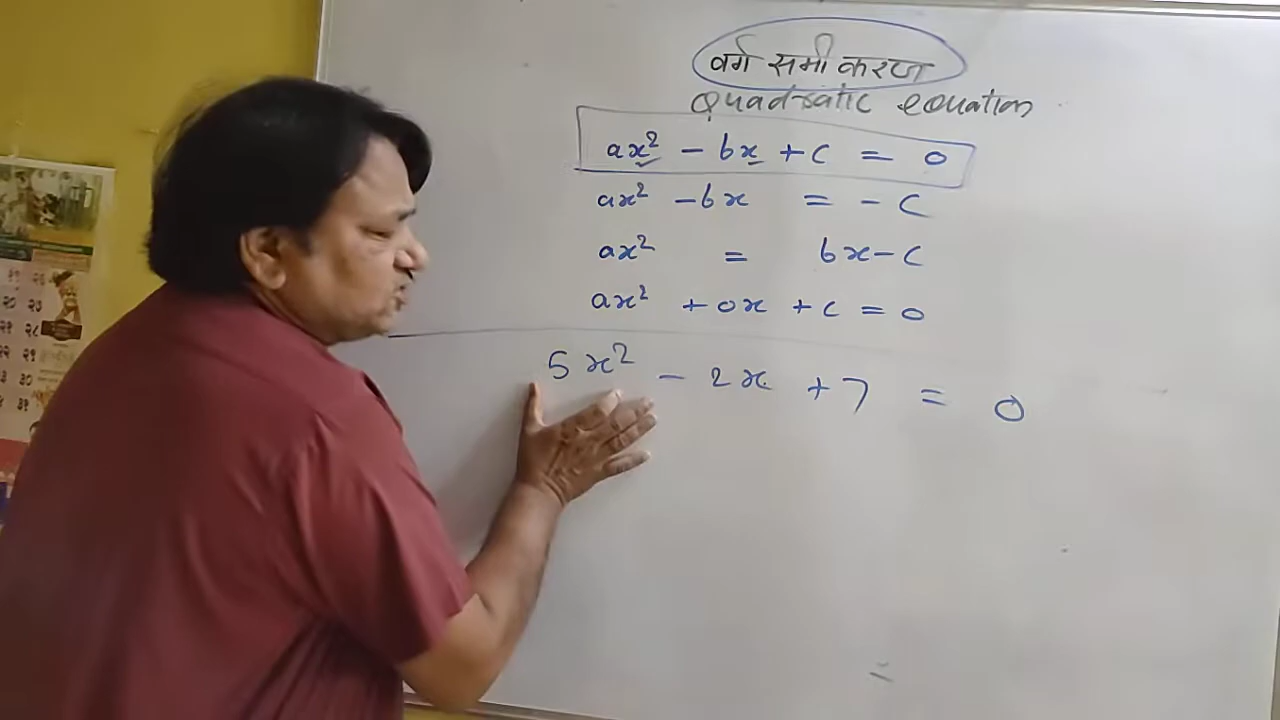 वर्ग समीकरण
Quadratic equation
ax² - bx + c = 0
ax² - bx = - c
ax² = bx - c
ax² + 0x + c = 0
5x² - 2x + 7 = 0